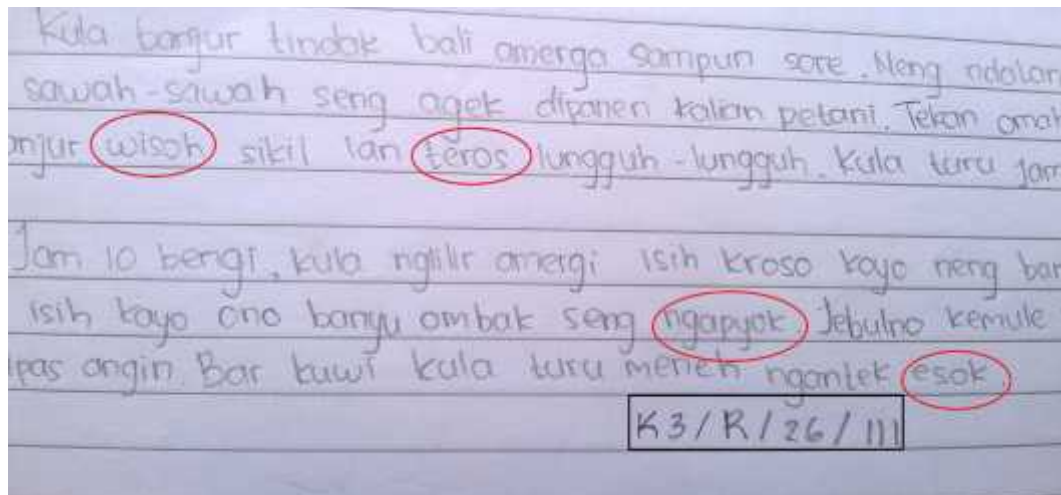 Kula banjur tindak bali amerga sampun sore. Neng ndalan
sawah-sawah seng agek dipanen kalian petani. Tekan omah
njur wisoh sikil lan teros lungguh-lungguh. Kula turu jam
Jam 10 bengi, kula nglilir amergi isih kroso koyo neng
isih koyo ono banyu ombak seng ngapyok Jebulno kemule
ipas angin. Bar kuwi kula turu meneh ngantek esok
K3/R/26/111